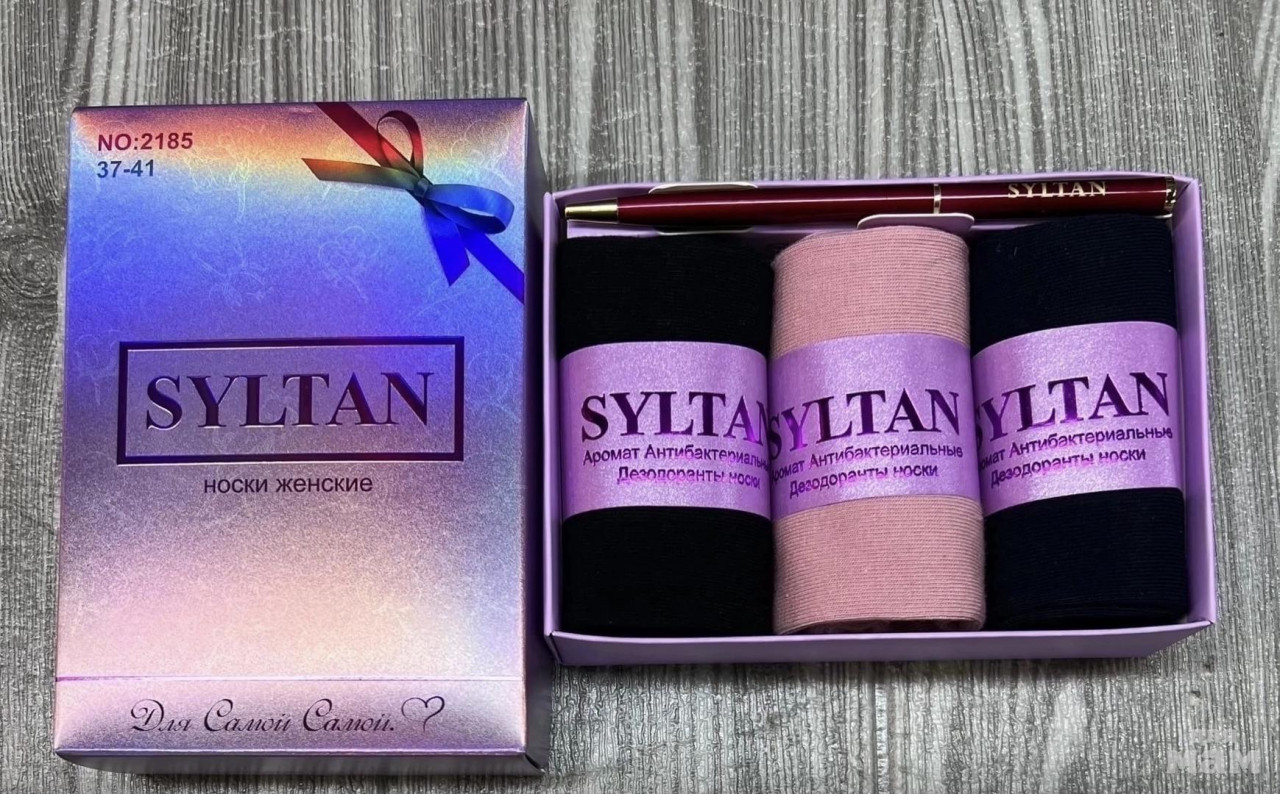 NO:2185
37-41
SYLTAN
носки женские
Для Самой Самой.
SYLTAN
SYLTAN
Аромат Антибактериальные
Дезодоранты носки
SYLTAN
Аромат Антибактериальные
Дезодоранты носки
SYLTAN
Аромат Антибактериальные
Дезодоранты носки